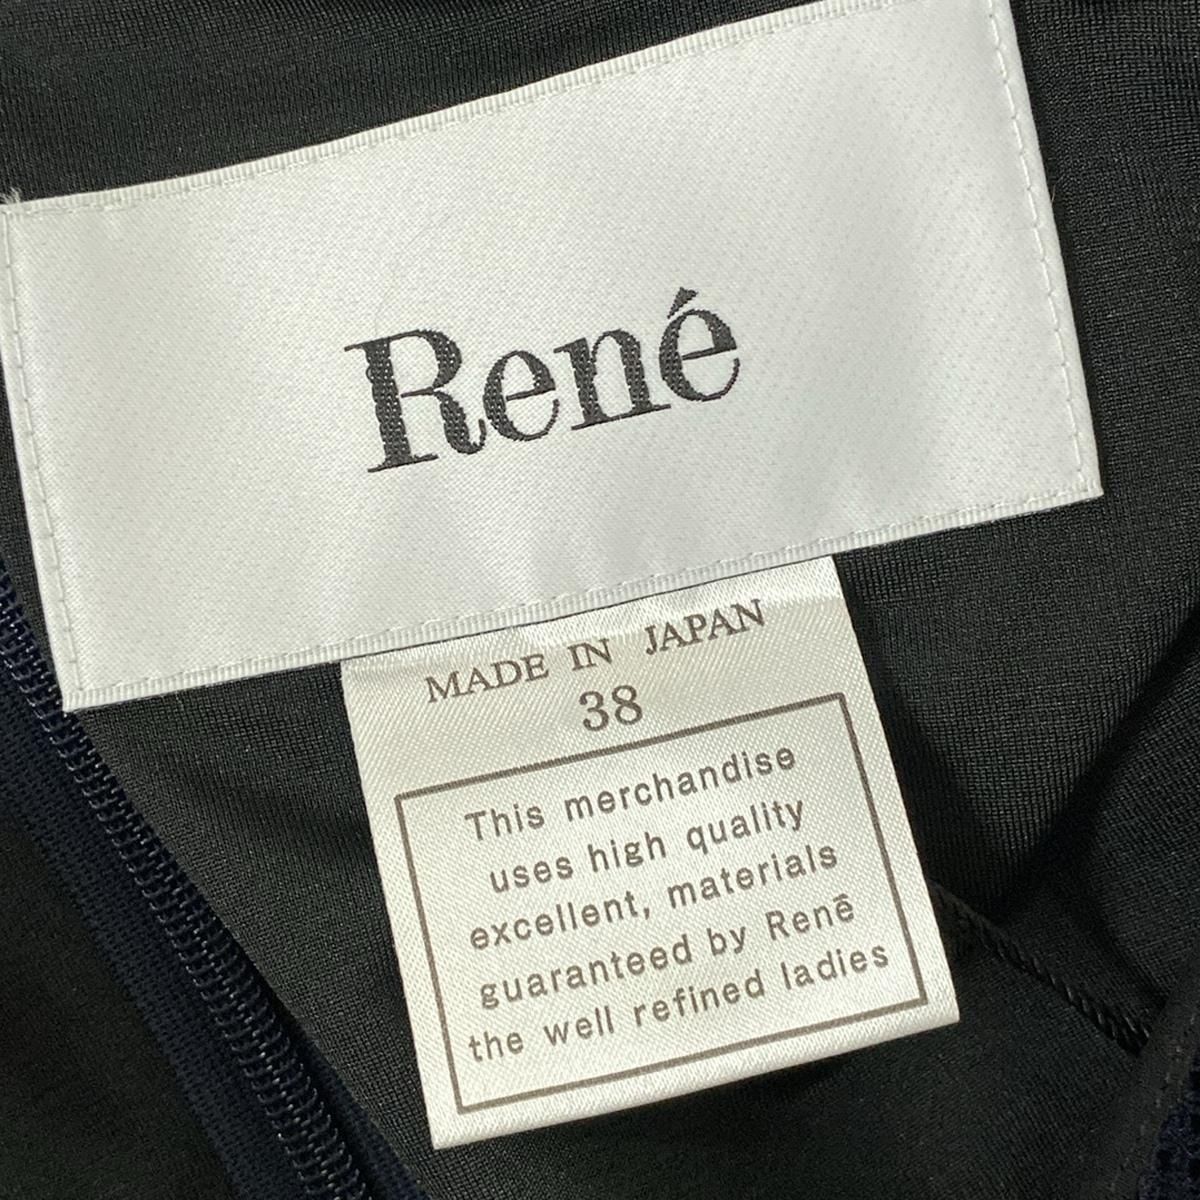 René
MADE IN JAPAN
38
This merchandise
uses high quality
excellent, materials
guaranteed by Renē
the well refined ladies